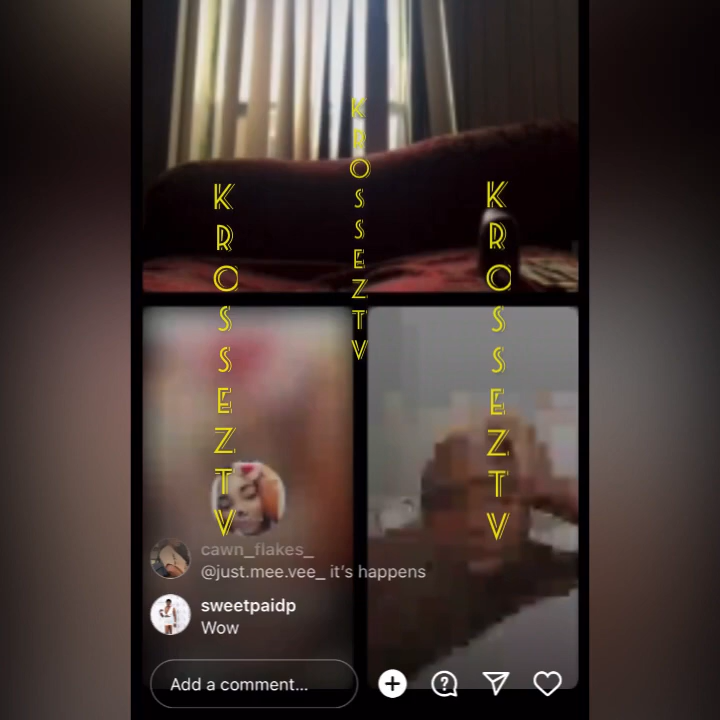 KROSSEZTV
KROSSEZTV
KROSSEZTV
cawn_flakes_
@just.mee.vee_ it's happens
sweetpaidp
Wow
Add a comment...